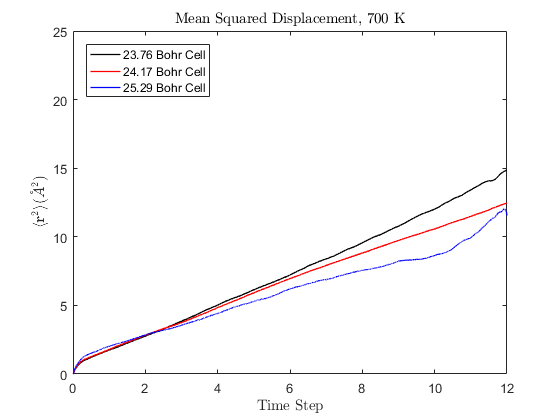 Mean Squared Displacement, 700 K
25
20
15
10
5
0
⟨r²⟩(Å²)
23.76 Bohr Cell
24.17 Bohr Cell
25.29 Bohr Cell
0 2 4 6 8 10 12
Time Step